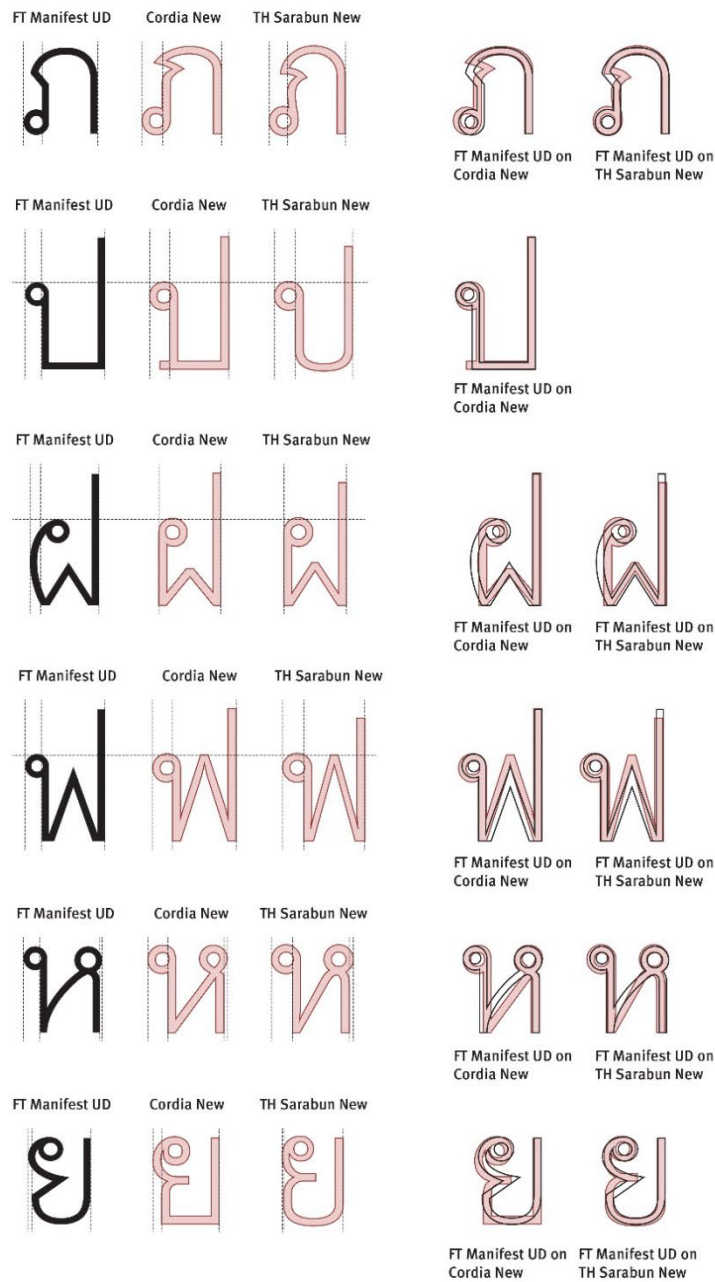 FT Manifest UD Cordia New TH Sarabun New
ภ ภ ภ ภ ภ
FT Manifest UD on Cordia New
FT Manifest UD on TH Sarabun New
FT Manifest UD Cordia New TH Sarabun New
ป ป ป ป
FT Manifest UD on Cordia New
FT Manifest UD Cordia New TH Sarabun New
ฝ ฝ ฝ ฝ ฝ
FT Manifest UD on Cordia New
FT Manifest UD on TH Sarabun New
FT Manifest UD Cordia New TH Sarabun New
ฟ ฟ ฟ ฟ ฟ
FT Manifest UD on Cordia New
FT Manifest UD on TH Sarabun New
FT Manifest UD Cordia New TH Sarabun New
ห ห ห ห ห
FT Manifest UD on Cordia New
FT Manifest UD on TH Sarabun New
FT Manifest UD Cordia New TH Sarabun New
ย ย ย ย ย
FT Manifest UD on Cordia New
FT Manifest UD on TH Sarabun New